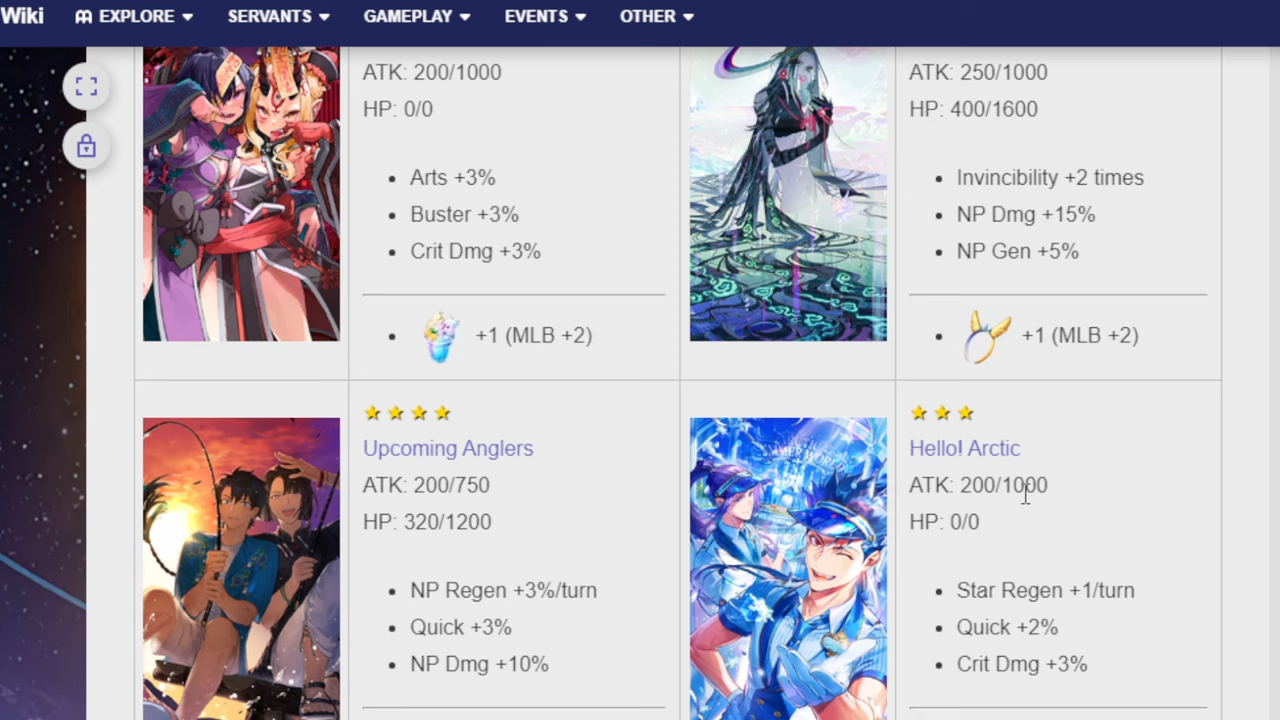 Wiki EXPLORE SERVANTS GAMEPLAY EVENTS OTHER
ATK: 200/1000
HP: 0/0
Arts +3%
Buster +3%
Crit Dmg +3%
+1 (MLB +2)
ATK: 250/1000
HP: 400/1600
Invincibility +2 times
NP Dmg +15%
NP Gen +5%
+1 (MLB +2)
Upcoming Anglers
ATK: 200/750
HP: 320/1200
NP Regen +3%/turn
Quick +3%
NP Dmg +10%
Hello! Arctic
ATK: 200/1000
HP: 0/0
Star Regen +1/turn
Quick +2%
Crit Dmg +3%